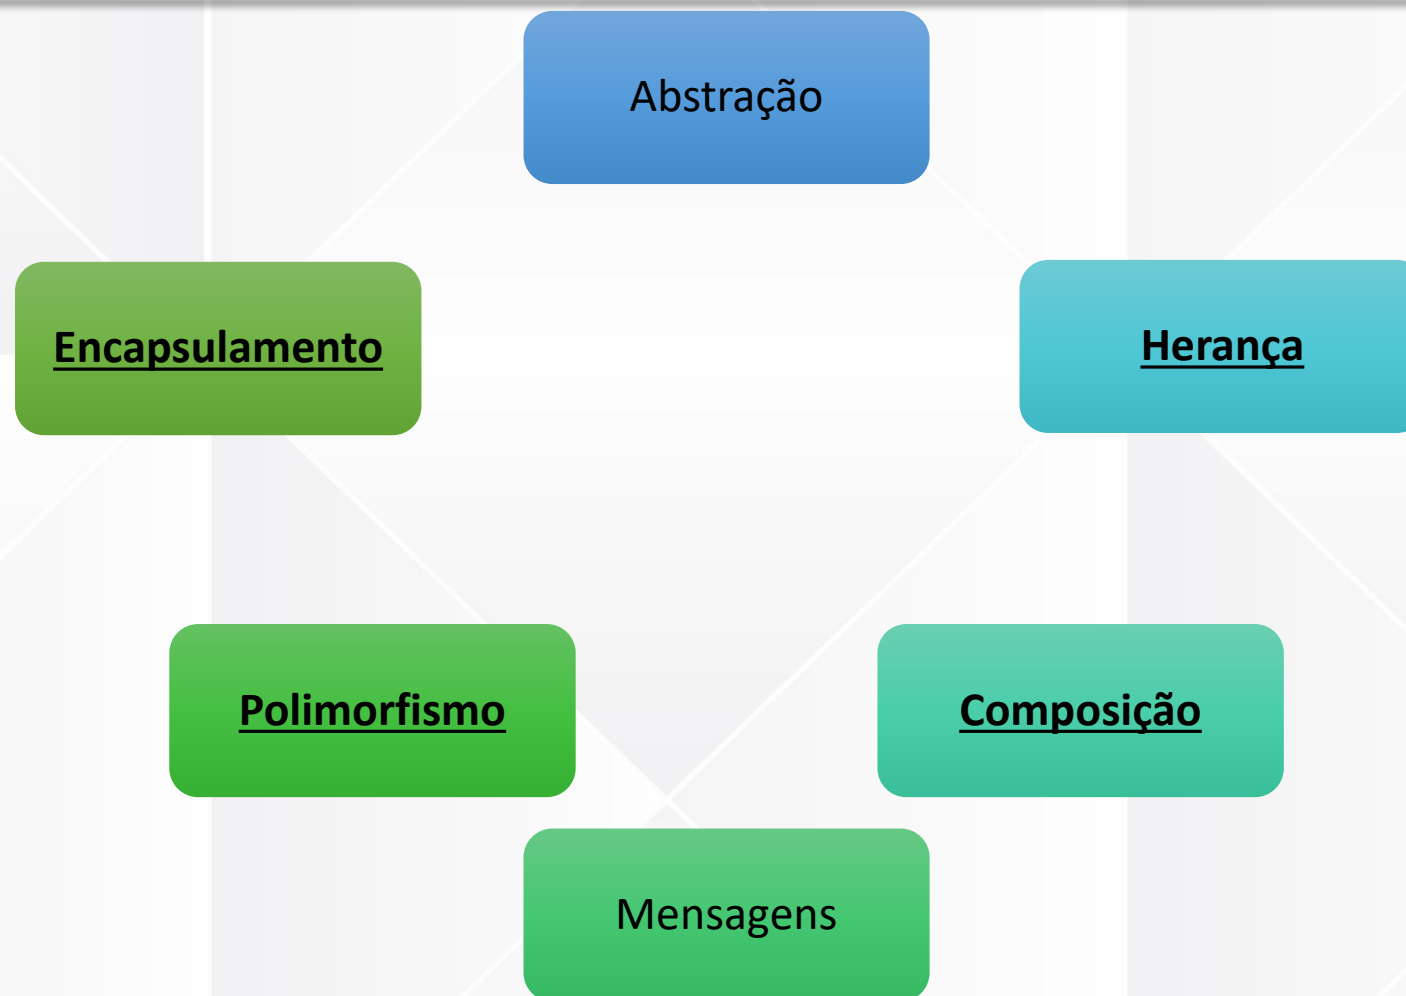 Abstração
Encapsulamento
Herança
Polimorfismo
Composição
Mensagens